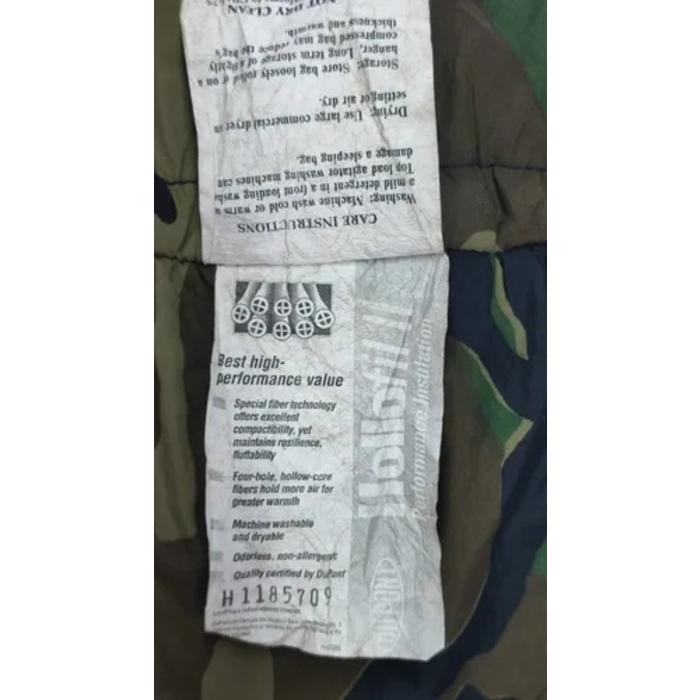 CARE INSTRUCTIONS
Washing: Machine wash cold or warm
a mild detergent in a front loading
Top load agitator washing machines can
damage a sleeping bag.
Drying: Use large commercial dryer
setting or air dry.
Storage: Store bag loosely rolled on a
hanger. Long term storage of a tightly
compressed bag may reduce the bag's
thickness and warmth.
DRY CLEAN
Best high-
performance value
Special fiber technology
offers excellent
compactibility, yet
maintains resilience,
fluffability
Four-hole, hollow-core
fibers hold more air for
greater warmth
Machine washable
and dryable
Odorless, non-allergenic
Quality certified by DuPont
H1185709
Hollofil II
Performance Insulation
DUPONT